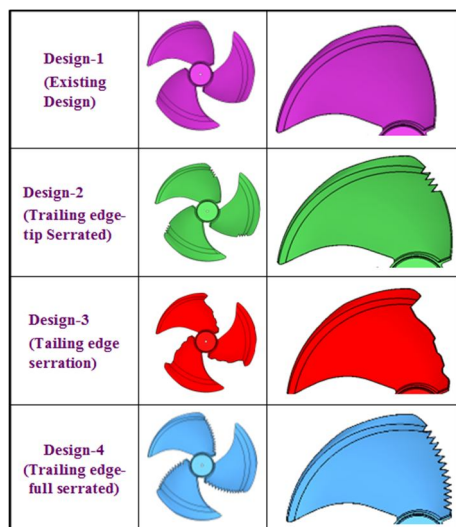 Design-1
(Existing
Design)
Design-2
(Trailing edge-
tip Serrated)
Design-3
(Tailing edge
serration)
Design-4
(Trailing edge-
full serrated)